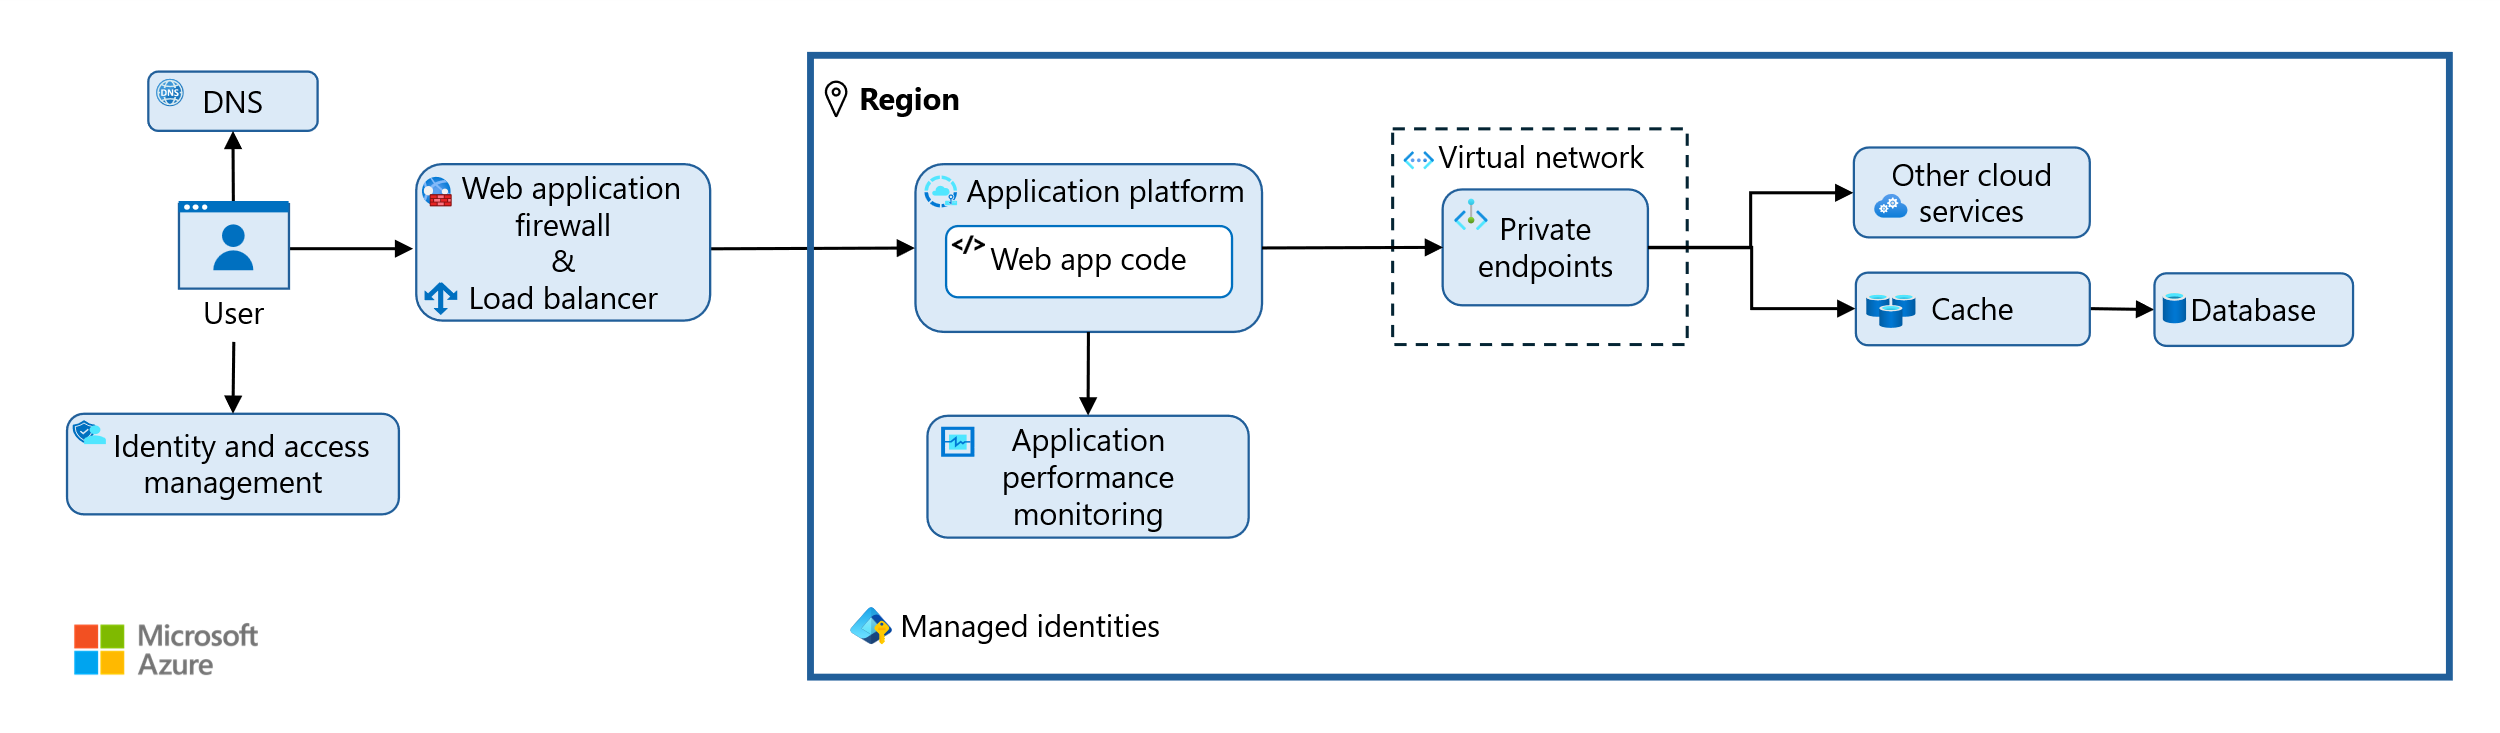 DNS
DNS
User
Identity and access
management
Web application
firewall
&
Load balancer
Region
Application platform
</>
Web app code
Application
performance
monitoring
Managed identities
Virtual network
Private
endpoints
Other cloud
services
Cache
Database
Microsoft
Azure